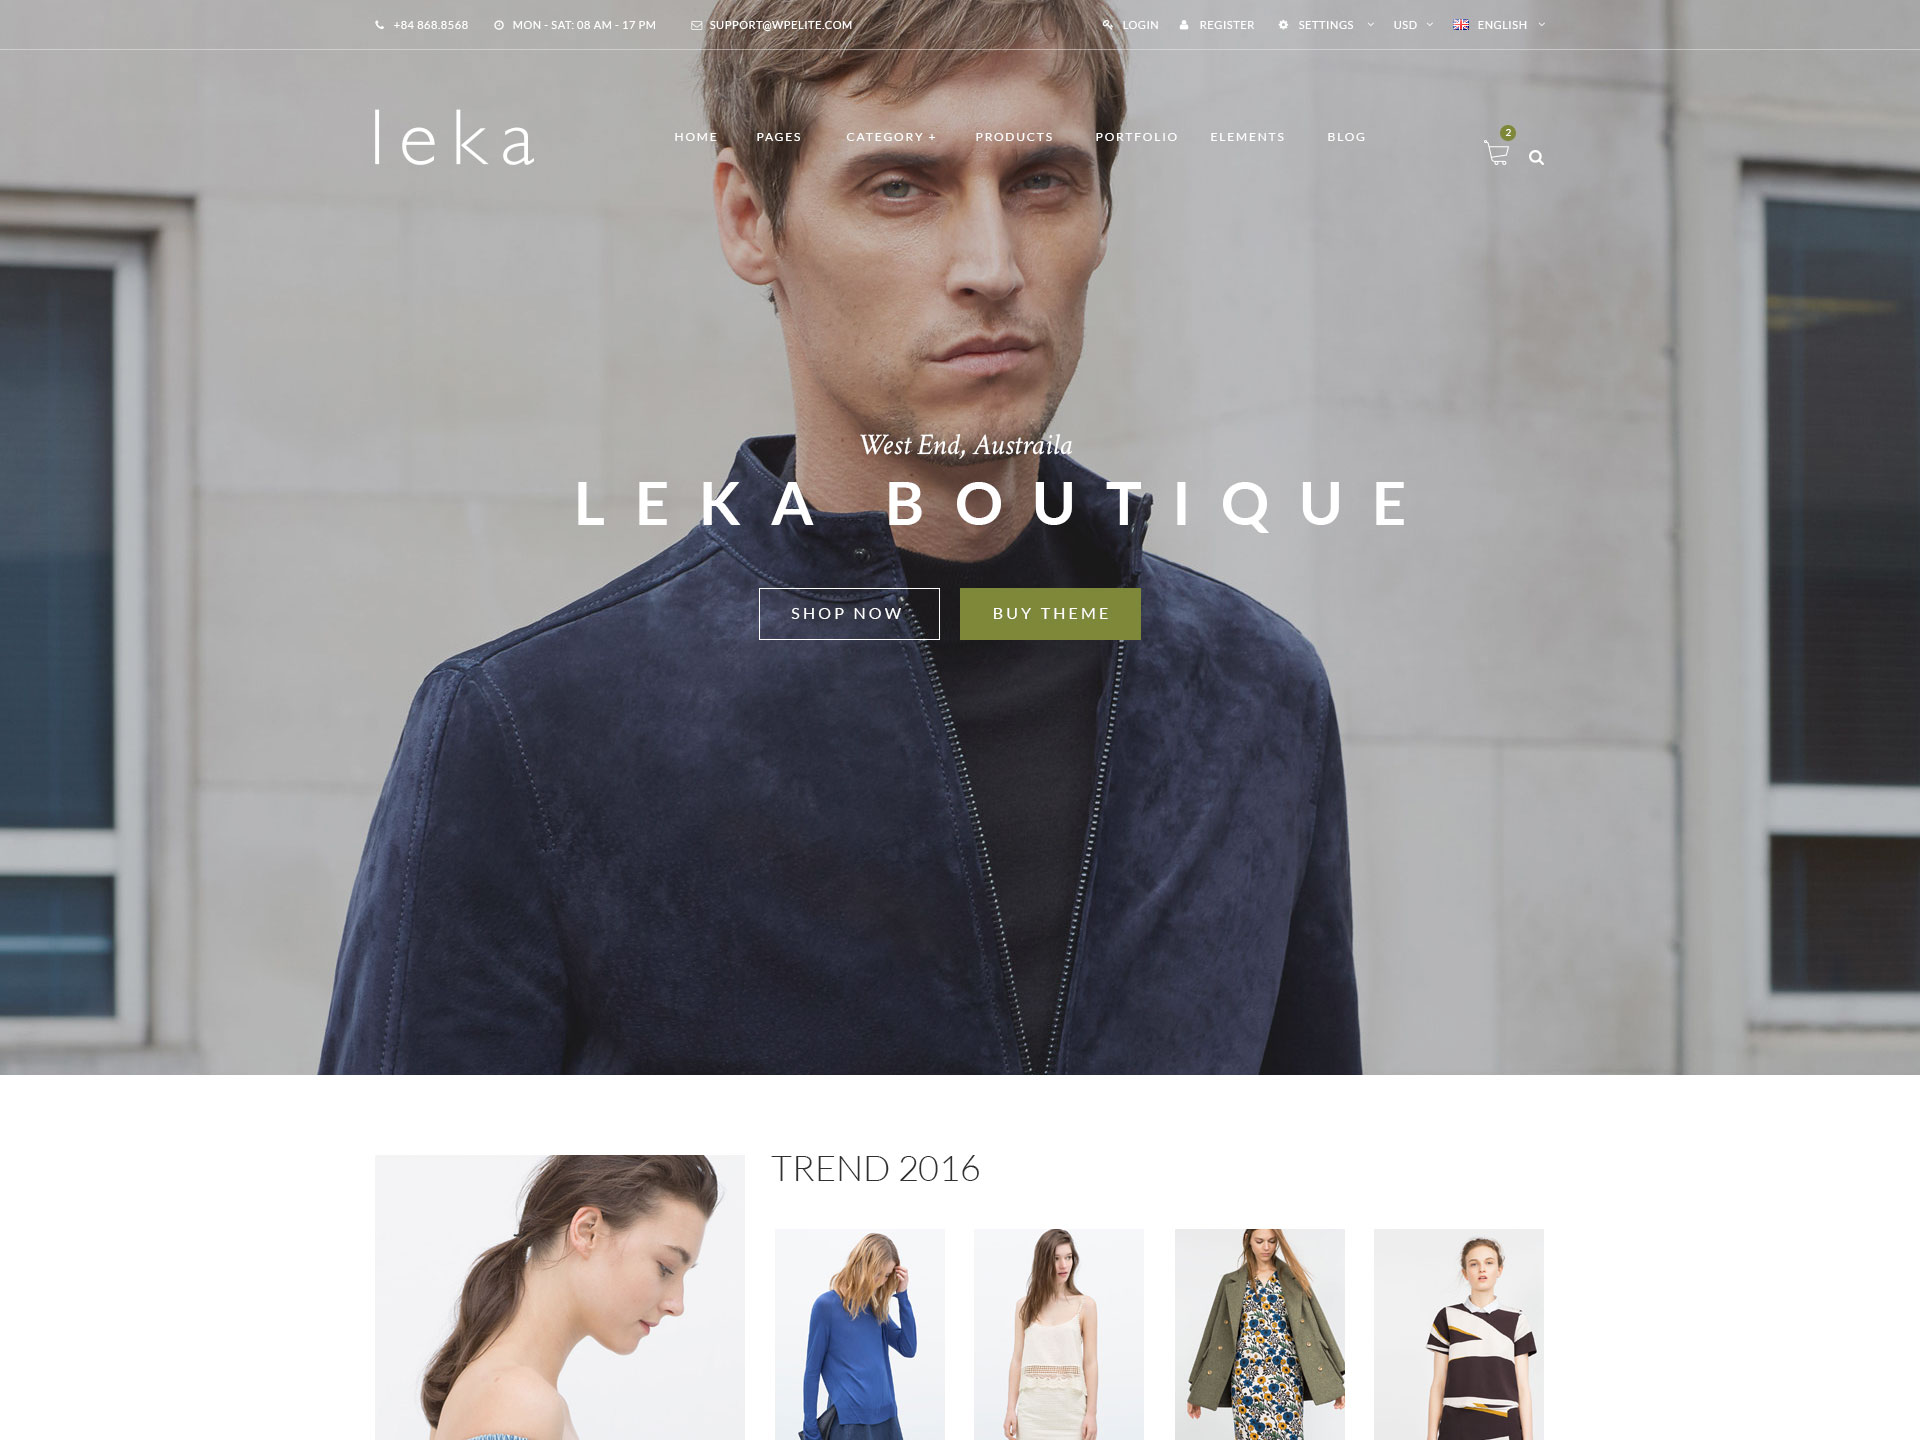 +84 868.8568 MON - SAT: 08 AM - 17 PM SUPPORT@WPELITE.COM LOGIN REGISTER SETTINGS USD ENGLISH
leka
HOME PAGES CATEGORY + PRODUCTS PORTFOLIO ELEMENTS BLOG
2
West End, Austraila
LEKA BOUTIQUE
SHOP NOW BUY THEME
TREND 2016